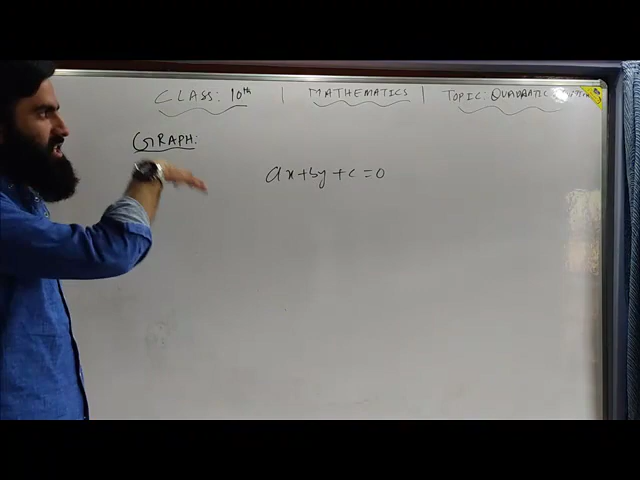 CLASS: 10th | MATHEMATICS | TOPIC: QUADRATIC
GRAPH:
ax+by+c=0